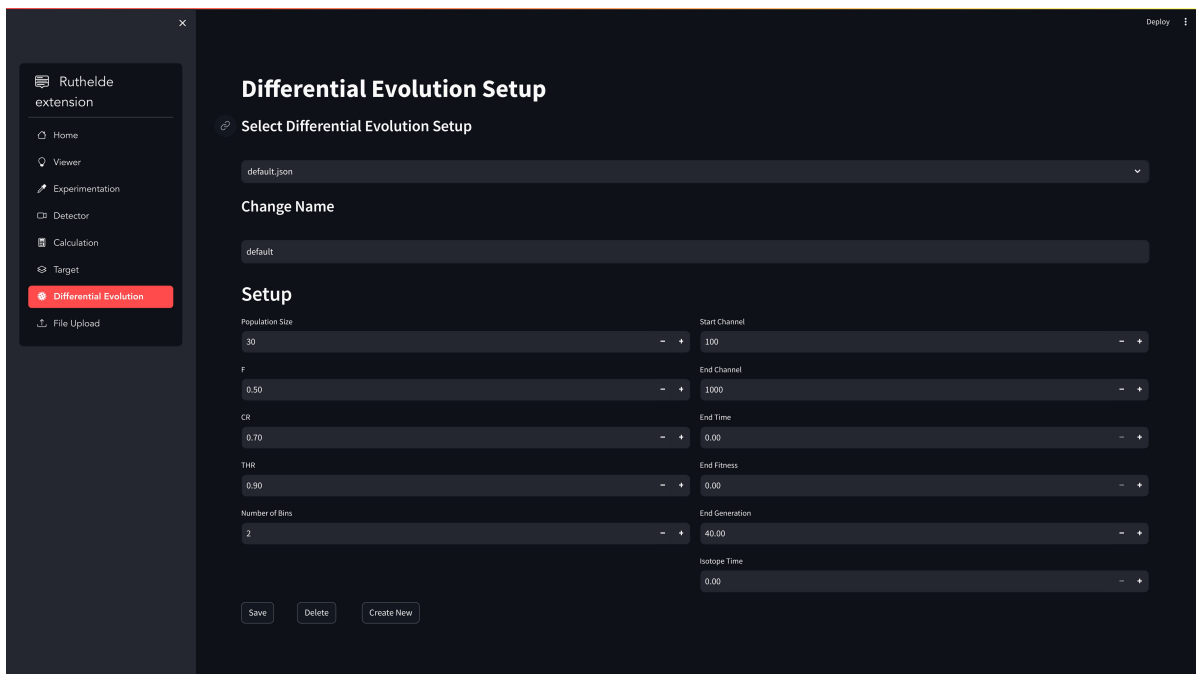 Deploy
Ruthelde
extension
Home
Viewer
Experimentation
Detector
Calculation
Target
Differential Evolution
File Upload
Differential Evolution Setup
Select Differential Evolution Setup
default.json
Change Name
default
Setup
Population Size
30
F
0.50
CR
0.70
THR
0.90
Number of Bins
2
Start Channel
100
End Channel
1000
End Time
0.00
End Fitness
0.00
End Generation
40.00
Isotope Time
0.00
Save
Delete
Create New